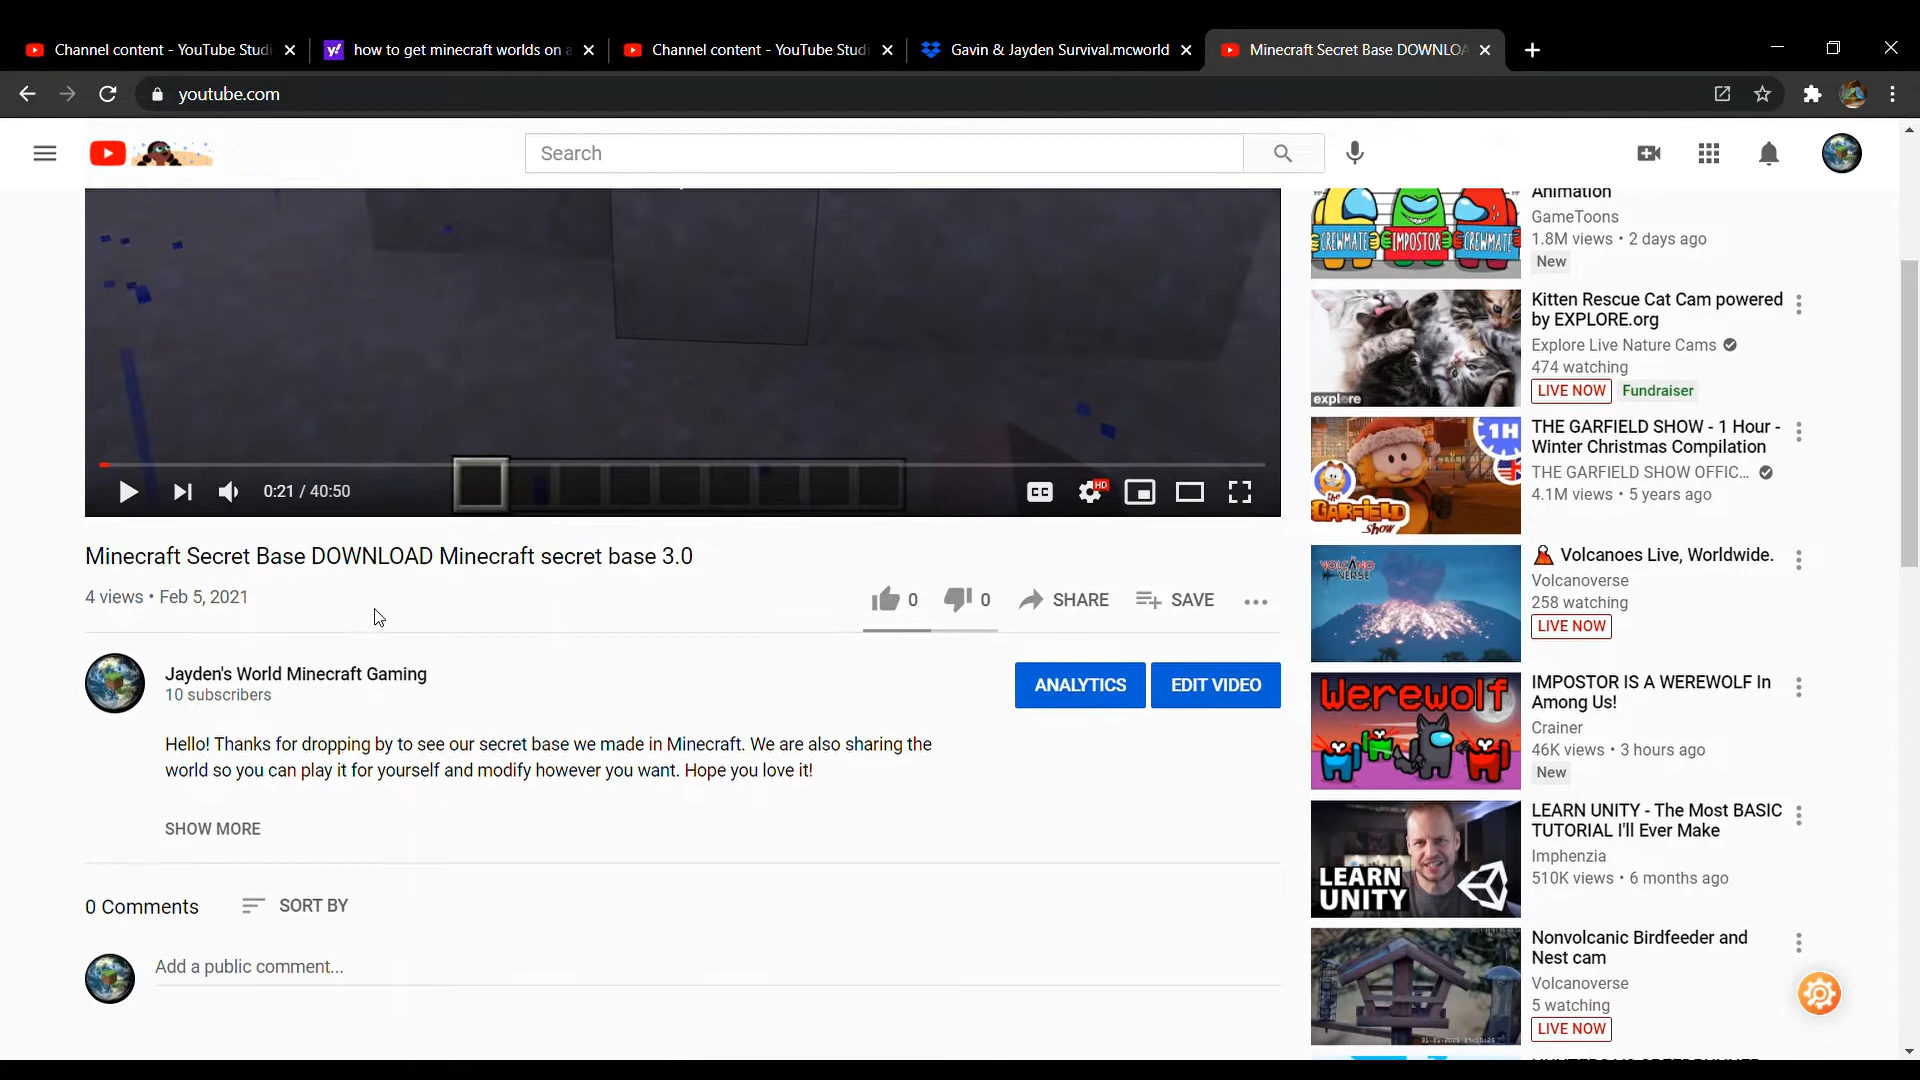 Channel content - YouTube Studi
how to get minecraft worlds on a
Channel content - YouTube Studi
Gavin & Jayden Survival.mcworld
Minecraft Secret Base DOWNLOA
youtube.com
Search
0:21 / 40:50
CC
HD
Minecraft Secret Base DOWNLOAD Minecraft secret base 3.0
4 views • Feb 5, 2021
0
0
SHARE
SAVE
Jayden's World Minecraft Gaming
10 subscribers
ANALYTICS
EDIT VIDEO
Hello! Thanks for dropping by to see our secret base we made in Minecraft. We are also sharing the
world so you can play it for yourself and modify however you want. Hope you love it!
SHOW MORE
0 Comments
SORT BY
Add a public comment...
CREWMATE
IMPOSTOR
CREWMATE
Animation
GameToons
1.8M views • 2 days ago
New
explore
Kitten Rescue Cat Cam powered
by EXPLORE.org
Explore Live Nature Cams
474 watching
LIVE NOW
Fundraiser
1H
THE
GARFIELD
Show
THE GARFIELD SHOW - 1 Hour -
Winter Christmas Compilation
THE GARFIELD SHOW OFFIC...
4.1M views • 5 years ago
VOLCANO
VERSE
Volcanoes Live, Worldwide.
Volcanoverse
258 watching
LIVE NOW
Werewolf
IMPOSTOR IS A WEREWOLF In
Among Us!
Crainer
46K views • 3 hours ago
New
LEARN
UNITY
LEARN UNITY - The Most BASIC
TUTORIAL I'll Ever Make
Imphenzia
510K views • 6 months ago
Nonvolcanic Birdfeeder and
Nest cam
Volcanoverse
5 watching
LIVE NOW